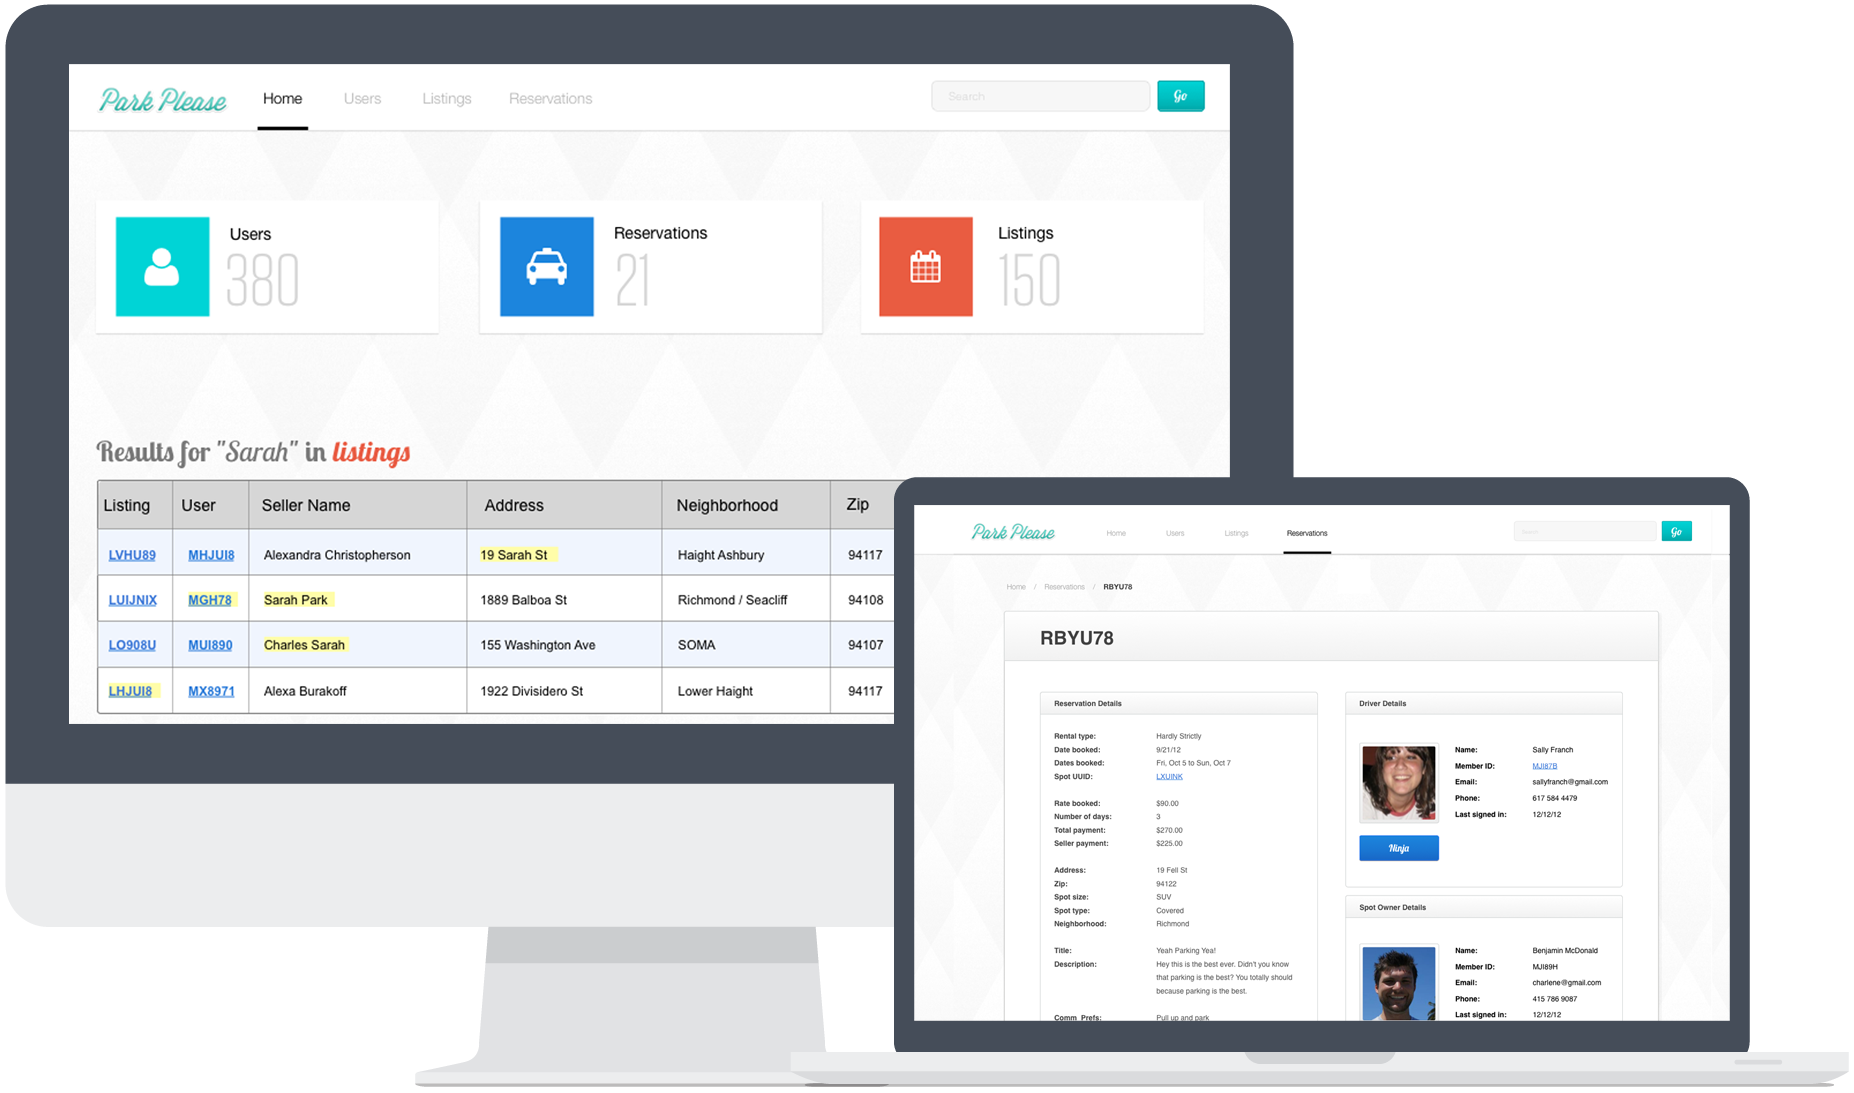 Park Please Home Users Listings Reservations Search Go
Users
380
Reservations
21
Listings
150
Results for "Sarah" in listings
Listing User Seller Name Address Neighborhood Zip
LVHU89 MHJUI8 Alexandra Christopherson 19 Sarah St Haight Ashbury 94117
LUIJNIX MGH78 Sarah Park 1889 Balboa St Richmond / Seacliff 94108
LO908U MUI890 Charles Sarah 155 Washington Ave SOMA 94107
LHJUI8 MX8971 Alexa Burakoff 1922 Divisidero St Lower Haight 94117
Park Please Home Users Listings Reservations Search Go
Home / Reservations / RBYU78
RBYU78
Reservation Details
Rental type: Hardly Strictly
Date booked: 9/21/12
Dates booked: Fri, Oct 5 to Sun, Oct 7
Spot UUID: LXUINK
Rate booked: $90.00
Number of days: 3
Total payment: $270.00
Seller payment: $225.00
Address: 19 Fell St
Zip: 94122
Spot size: SUV
Spot type: Covered
Neighborhood: Richmond
Title: Yeah Parking Yea!
Description: Hey this is the best ever. Didn't you know
that parking is the best? You totally should
because parking is the best.
Comm Prefs: Pull up and park
Driver Details
Name: Sally Franch
Member ID: MJI87B
Email: sallyfranch@gmail.com
Phone: 617 584 4479
Last signed in: 12/12/12
Ninja
Spot Owner Details
Name: Benjamin McDonald
Member ID: MJI89H
Email: charlene@gmail.com
Phone: 415 786 9087
Last signed in: 12/12/12